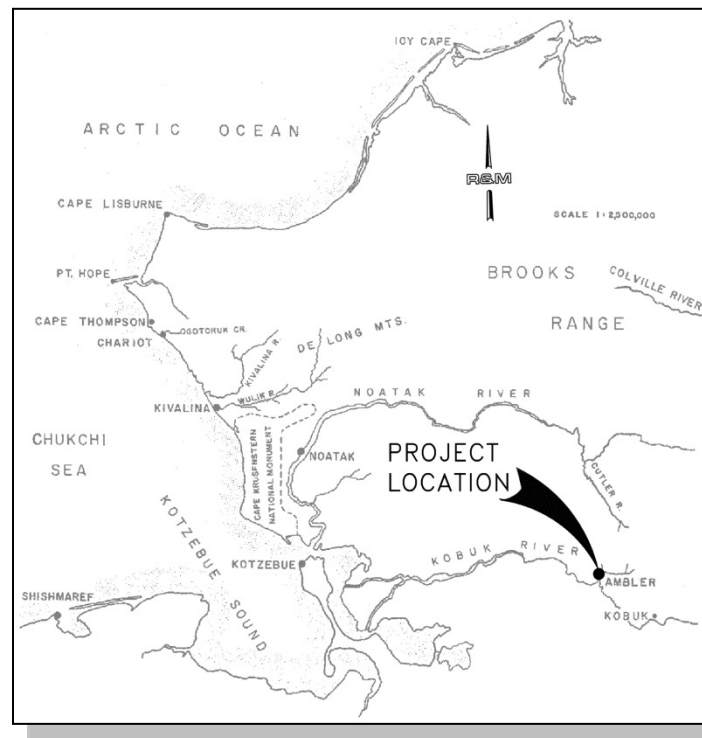 ICY CAPE
ARCTIC OCEAN
R&M
CAPE LISBURNE
SCALE 1:2,500,000
PT. HOPE
BROOKS
RANGE
COLVILLE RIVER
CAPE THOMPSON
OGOTORUK CR.
CHARIOT
DE LONG MTS.
KIVALINA R.
WULIK R.
KIVALINA
NOATAK RIVER
CHUKCHI
SEA
CAPE KRUSENSTERN
NATIONAL MONUMENT
NOATAK
PROJECT
LOCATION
CUTLER R.
KOTZEBUE SOUND
KOTZEBUE
KOBUK RIVER
AMBLER
SHISHMAREF
KOBUK